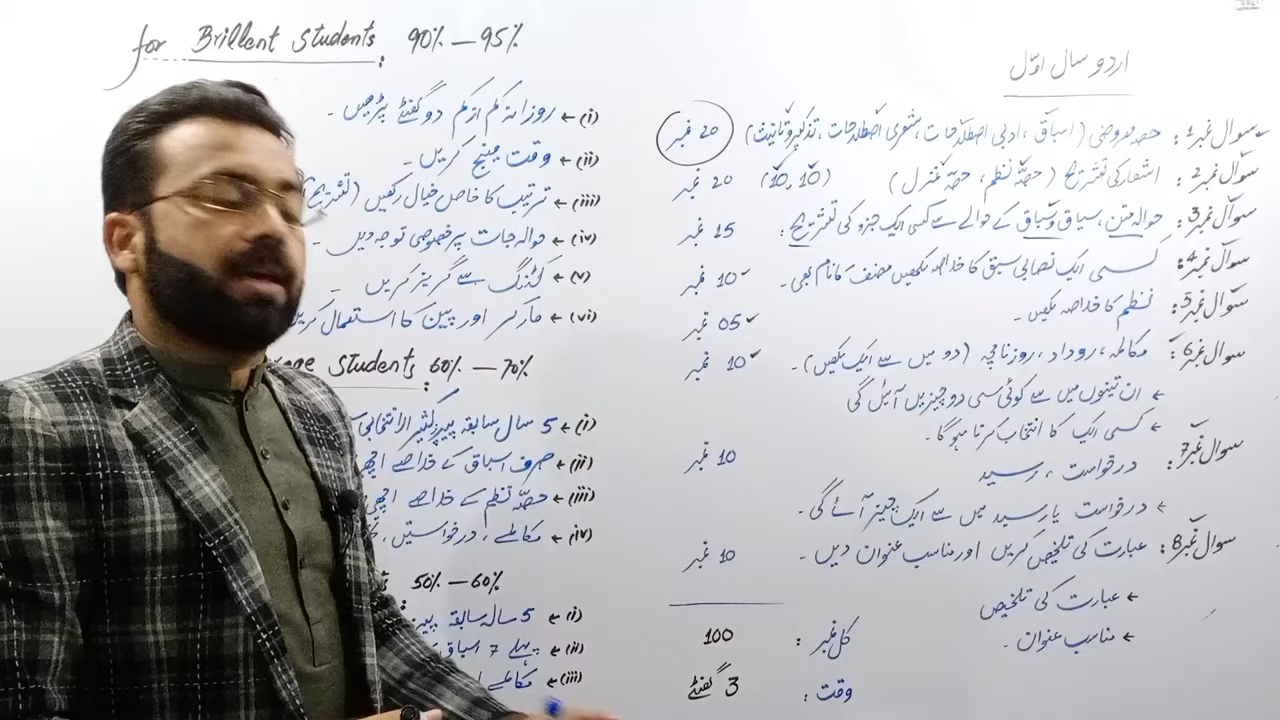 اردو سال اوّل
سوال نمبر 1: حصہ معروضی (اسباق، ادبی اصطلاحات، شعری اصطلاحات، تذکیر و تانیث) 20 نمبر
سوال نمبر 2: اشعار کی تشریح (حصّہ نظم، حصّہ غزل) (10,10) 20 نمبر
سوال نمبر 3: حوالہ متن، سیاق و سباق کے حوالے سے کسی ایک جزو کی تشریح: 15 نمبر
سوال نمبر 4: کسی ایک نصابی سبق کا خلاصہ لکھیں مصنف کا نام بھی۔ 10 نمبر
سوال نمبر 5: نظم کا خلاصہ لکھیں۔ 05 نمبر
سوال نمبر 6: مکالمہ، روداد، روزنامچہ (دو میں سے ایک لکھیں)۔ 10 نمبر
← ان تینوں میں سے کوئی سی دو چیزیں آئیں گی
← کسی ایک کا انتخاب کرنا ہوگا۔
سوال نمبر 7: درخواست، رسید 10 نمبر
← درخواست یا رسید میں سے ایک چیز آئے گی۔
سوال نمبر 8: عبارت کی تلخیص کریں اور مناسب عنوان دیں۔ 10 نمبر
← عبارت کی تلخیص
← مناسب عنوان۔
کل نمبر: 100
وقت: 3 گھنٹے
for Brillent Students: 90% — 95%
(i) ← روزانہ کم از کم دو گھنٹے پڑھیں۔
(ii) ← وقت مینج کریں۔
(iii) ← ترتیب کا خاص خیال رکھیں (تشریح)
(iv) ← حوالہ جات پر خصوصی توجہ دیں۔
(v) ← کٹنگ سے گریز کریں۔
(vi) ← مارکر اور پین کا استعمال کریں
Students: 60% — 70%
(i) ← 5 سال سابقہ پیپرز کثیر الانتخابی
(ii) ← صرف اسباق کے خلاصے اچھ
(iii) ← حصّہ نظم کے خلاصے اچھی
(iv) ← مکالمے، درخواستیں،
50% — 60%
(i) ← 5 سال سابقہ پیپرز
(ii) ← پہلے 7 اسباق
(iii) ← مکالمے